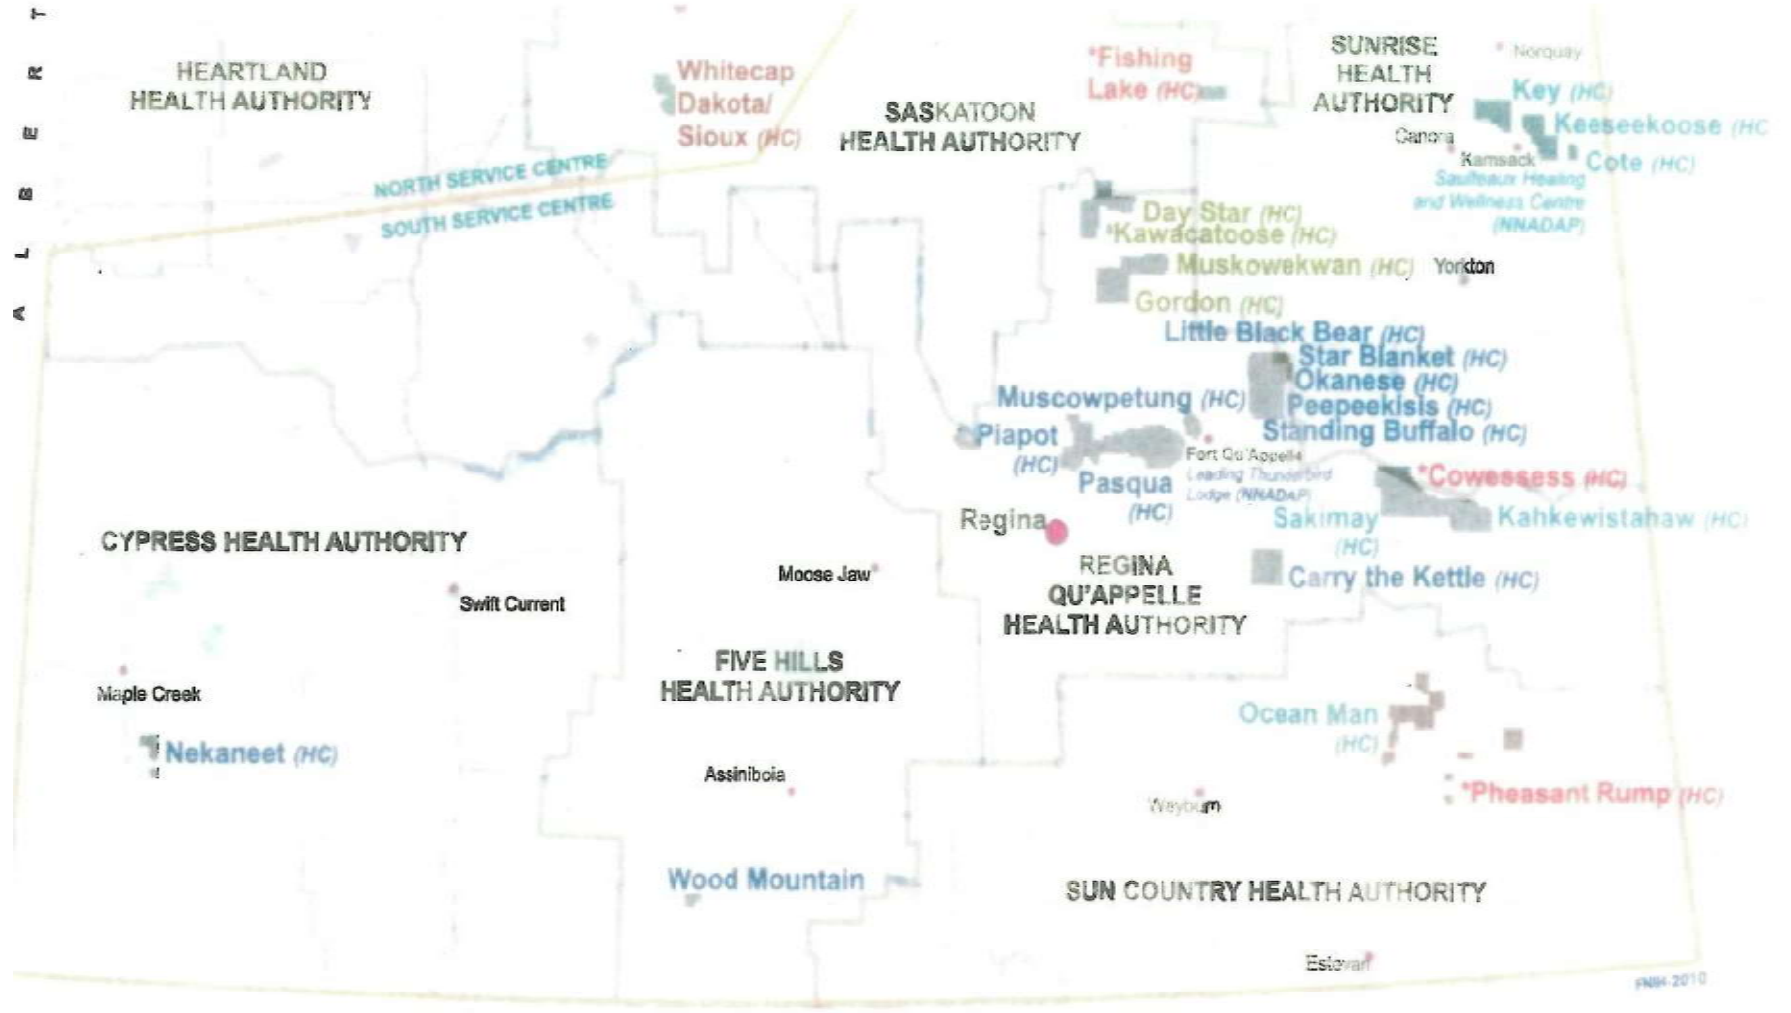 A L B E R T
HEARTLAND
HEALTH AUTHORITY
Whitecap
Dakota/
Sioux (HC)
NORTH SERVICE CENTRE
SOUTH SERVICE CENTRE
SASKATOON
HEALTH AUTHORITY
*Fishing
Lake (HC)
SUNRISE
HEALTH
AUTHORITY
Norquay
Key (HC)
Keeseekoose (HC
Canora
Kamsack
Cote (HC)
Saulteaux Healing
and Wellness Centre
(NNADAP)
Day Star (HC)
*Kawacatoose (HC)
Muskowekwan (HC)
Yorkton
Gordon (HC)
Little Black Bear (HC)
Star Blanket (HC)
Okanese (HC)
Peepeekisis (HC)
Standing Buffalo (HC)
Muscowpetung (HC)
Piapot
(HC)
Fort Qu'Appelle
Leading Thunderbird
Lodge (NNADAP)
Pasqua
(HC)
*Cowessess (HC)
Sakimay
(HC)
Kahkewistahaw (HC)
Regina
REGINA
QU'APPELLE
HEALTH AUTHORITY
Carry the Kettle (HC)
CYPRESS HEALTH AUTHORITY
Swift Current
Moose Jaw
FIVE HILLS
HEALTH AUTHORITY
Maple Creek
Nekaneet (HC)
Assiniboia
Ocean Man
(HC)
*Pheasant Rump (HC)
Weyburn
Wood Mountain
SUN COUNTRY HEALTH AUTHORITY
Estevan
FNIH-2010